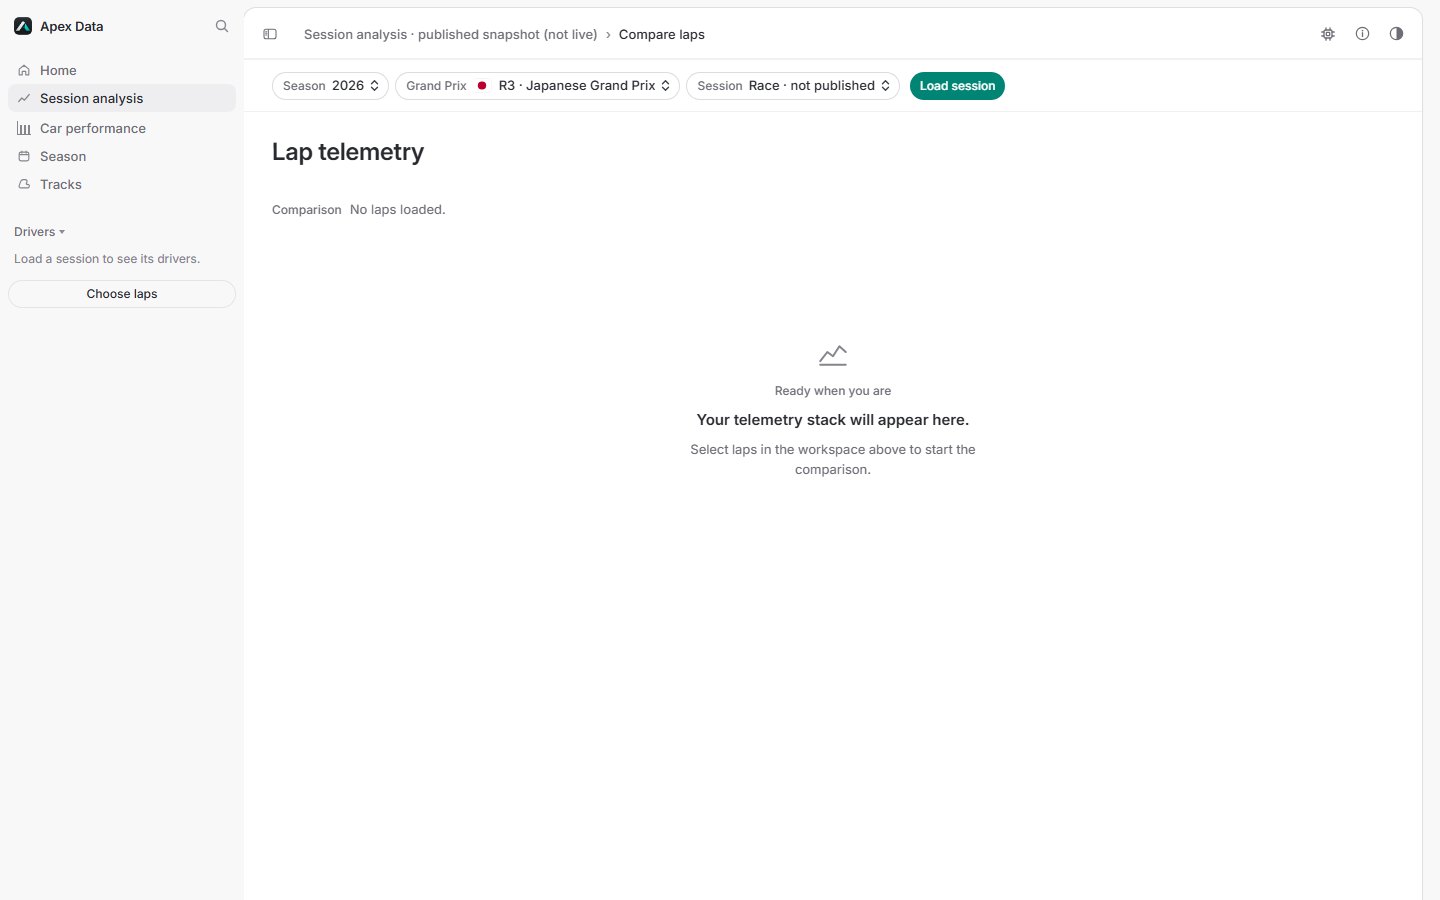 Apex Data
Home
Session analysis
Car performance
Season
Tracks
Drivers
Load a session to see its drivers.
Choose laps
Session analysis · published snapshot (not live) › Compare laps
Season 2026
Grand Prix R3 · Japanese Grand Prix
Session Race · not published
Load session
Lap telemetry
Comparison No laps loaded.
Ready when you are
Your telemetry stack will appear here.
Select laps in the workspace above to start the
comparison.